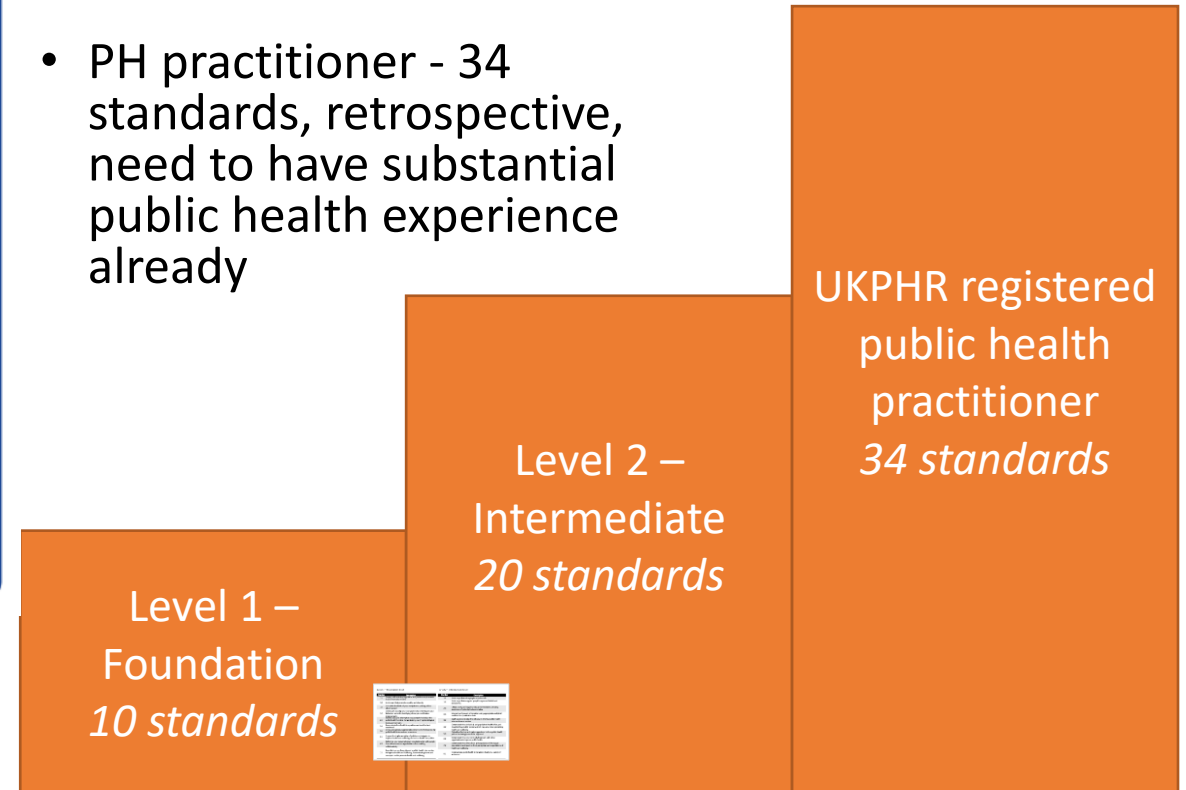 • PH practitioner - 34
standards, retrospective,
need to have substantial
public health experience
already
UKPHR registered
public health
practitioner
34 standards
Level 2 –
Intermediate
20 standards
Level 1 –
Foundation
10 standards